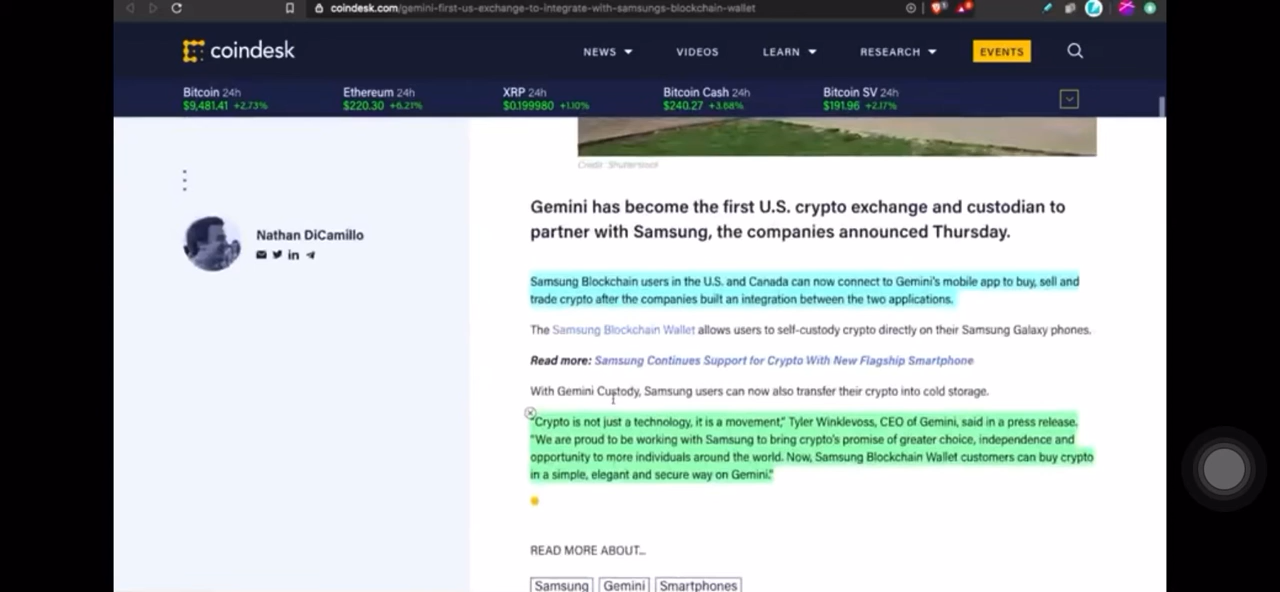 coindesk.com/gemini-first-us-exchange-to-integrate-with-samsungs-blockchain-wallet
coindesk
NEWS
VIDEOS
LEARN
RESEARCH
EVENTS
Bitcoin 24h
$9,481.41 +2.73%
Ethereum 24h
$220.30 +6.27%
XRP 24h
$0.199980 +1.10%
Bitcoin Cash 24h
$240.27 +3.68%
Bitcoin SV 24h
$191.96 +2.17%
Credit: Shutterstock
Nathan DiCamillo
Gemini has become the first U.S. crypto exchange and custodian to
partner with Samsung, the companies announced Thursday.
Samsung Blockchain users in the U.S. and Canada can now connect to Gemini's mobile app to buy, sell and
trade crypto after the companies built an integration between the two applications.
The Samsung Blockchain Wallet allows users to self-custody crypto directly on their Samsung Galaxy phones.
Read more: Samsung Continues Support for Crypto With New Flagship Smartphone
With Gemini Custody, Samsung users can now also transfer their crypto into cold storage.
"Crypto is not just a technology, it is a movement," Tyler Winklevoss, CEO of Gemini, said in a press release.
"We are proud to be working with Samsung to bring crypto's promise of greater choice, independence and
opportunity to more individuals around the world. Now, Samsung Blockchain Wallet customers can buy crypto
in a simple, elegant and secure way on Gemini."
READ MORE ABOUT...
Samsung Gemini Smartphones